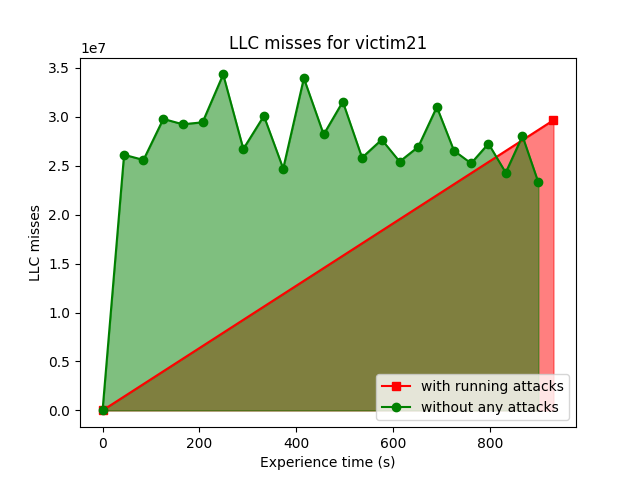 LLC misses for victim21
1e7
3.5
3.0
2.5
2.0
1.5
1.0
0.5
0.0
LLC misses
with running attacks
without any attacks
0 200 400 600 800
Experience time (s)